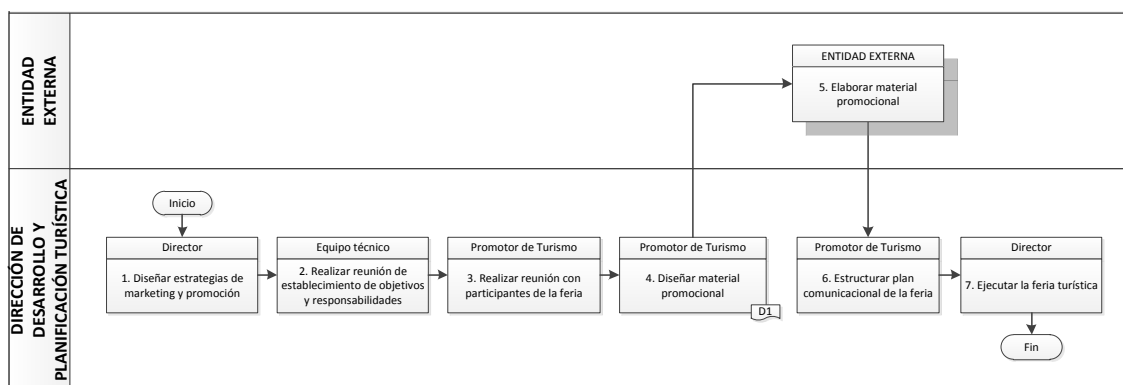 ENTIDAD
EXTERNA
ENTIDAD EXTERNA
5. Elaborar material
promocional
DIRECCIÓN DE
DESARROLLO Y
PLANIFICACIÓN TURÍSTICA
Inicio
Director
1. Diseñar estrategias de
marketing y promoción
Equipo técnico
2. Realizar reunión de
establecimiento de objetivos
y responsabilidades
Promotor de Turismo
3. Realizar reunión con
participantes de la feria
Promotor de Turismo
4. Diseñar material
promocional
D1
Promotor de Turismo
6. Estructurar plan
comunicacional de la feria
Director
7. Ejecutar la feria turística
Fin